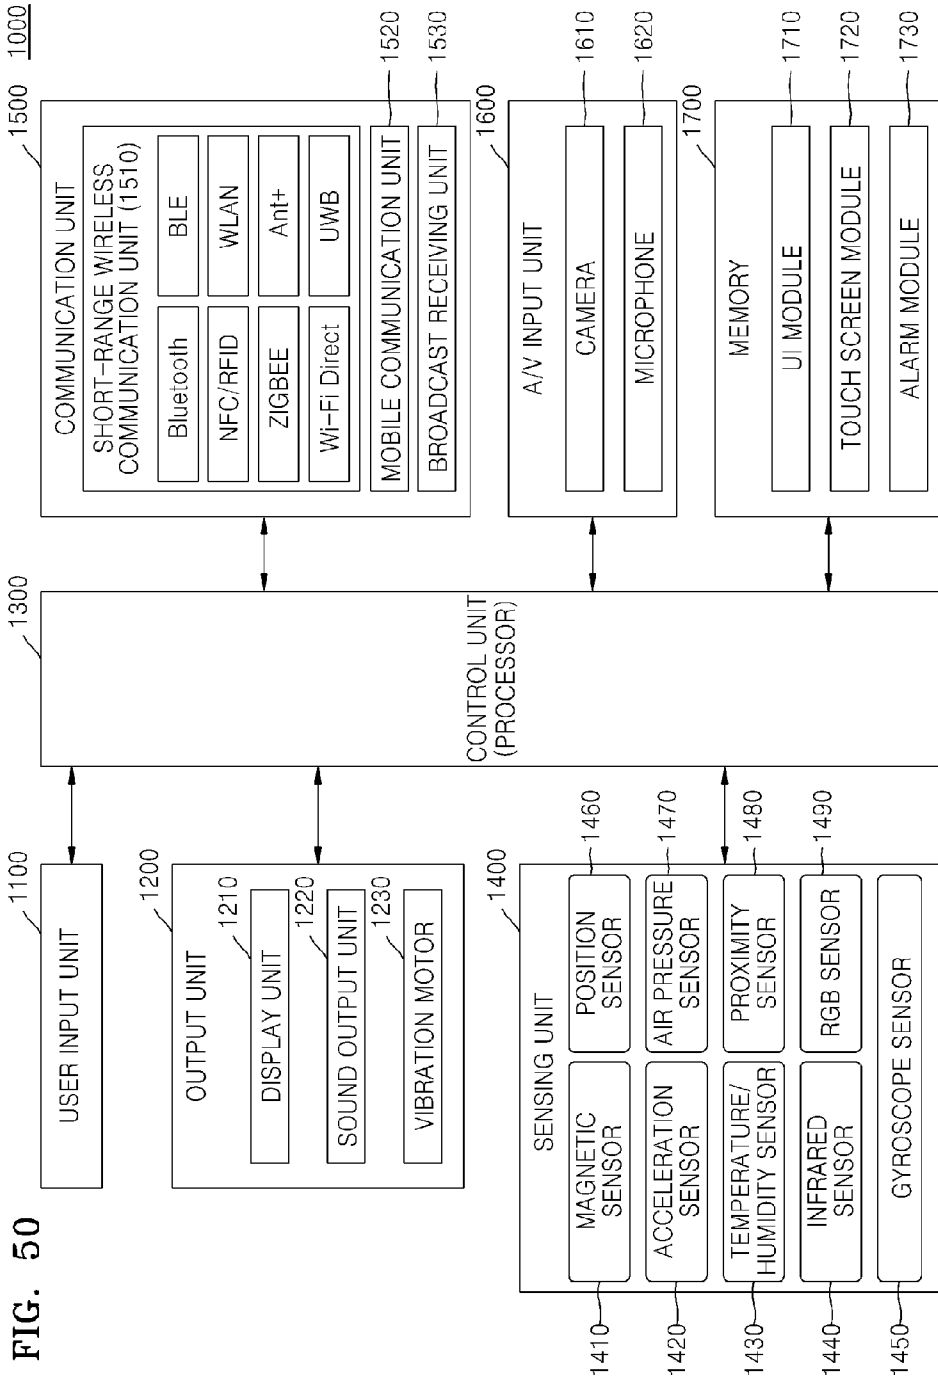 FIG. 50
1000
1100
USER INPUT UNIT
1200
OUTPUT UNIT
1210
DISPLAY UNIT
1220
SOUND OUTPUT UNIT
1230
VIBRATION MOTOR
1400
SENSING UNIT
1410
MAGNETIC
SENSOR
POSITION
SENSOR
1460
1420
ACCELERATION
SENSOR
AIR PRESSURE
SENSOR
1470
1430
TEMPERATURE/
HUMIDITY SENSOR
PROXIMITY
SENSOR
1480
1440
INFRARED
SENSOR
RGB SENSOR
1490
1450
GYROSCOPE SENSOR
1300
CONTROL UNIT
(PROCESSOR)
1500
COMMUNICATION UNIT
SHORT-RANGE WIRELESS
COMMUNICATION UNIT (1510)
Bluetooth
BLE
NFC/RFID
WLAN
ZIGBEE
Ant+
Wi-Fi Direct
UWB
MOBILE COMMUNICATION UNIT
1520
BROADCAST RECEIVING UNIT
1530
1600
A/V INPUT UNIT
CAMERA
1610
MICROPHONE
1620
1700
MEMORY
UI MODULE
1710
TOUCH SCREEN MODULE
1720
ALARM MODULE
1730